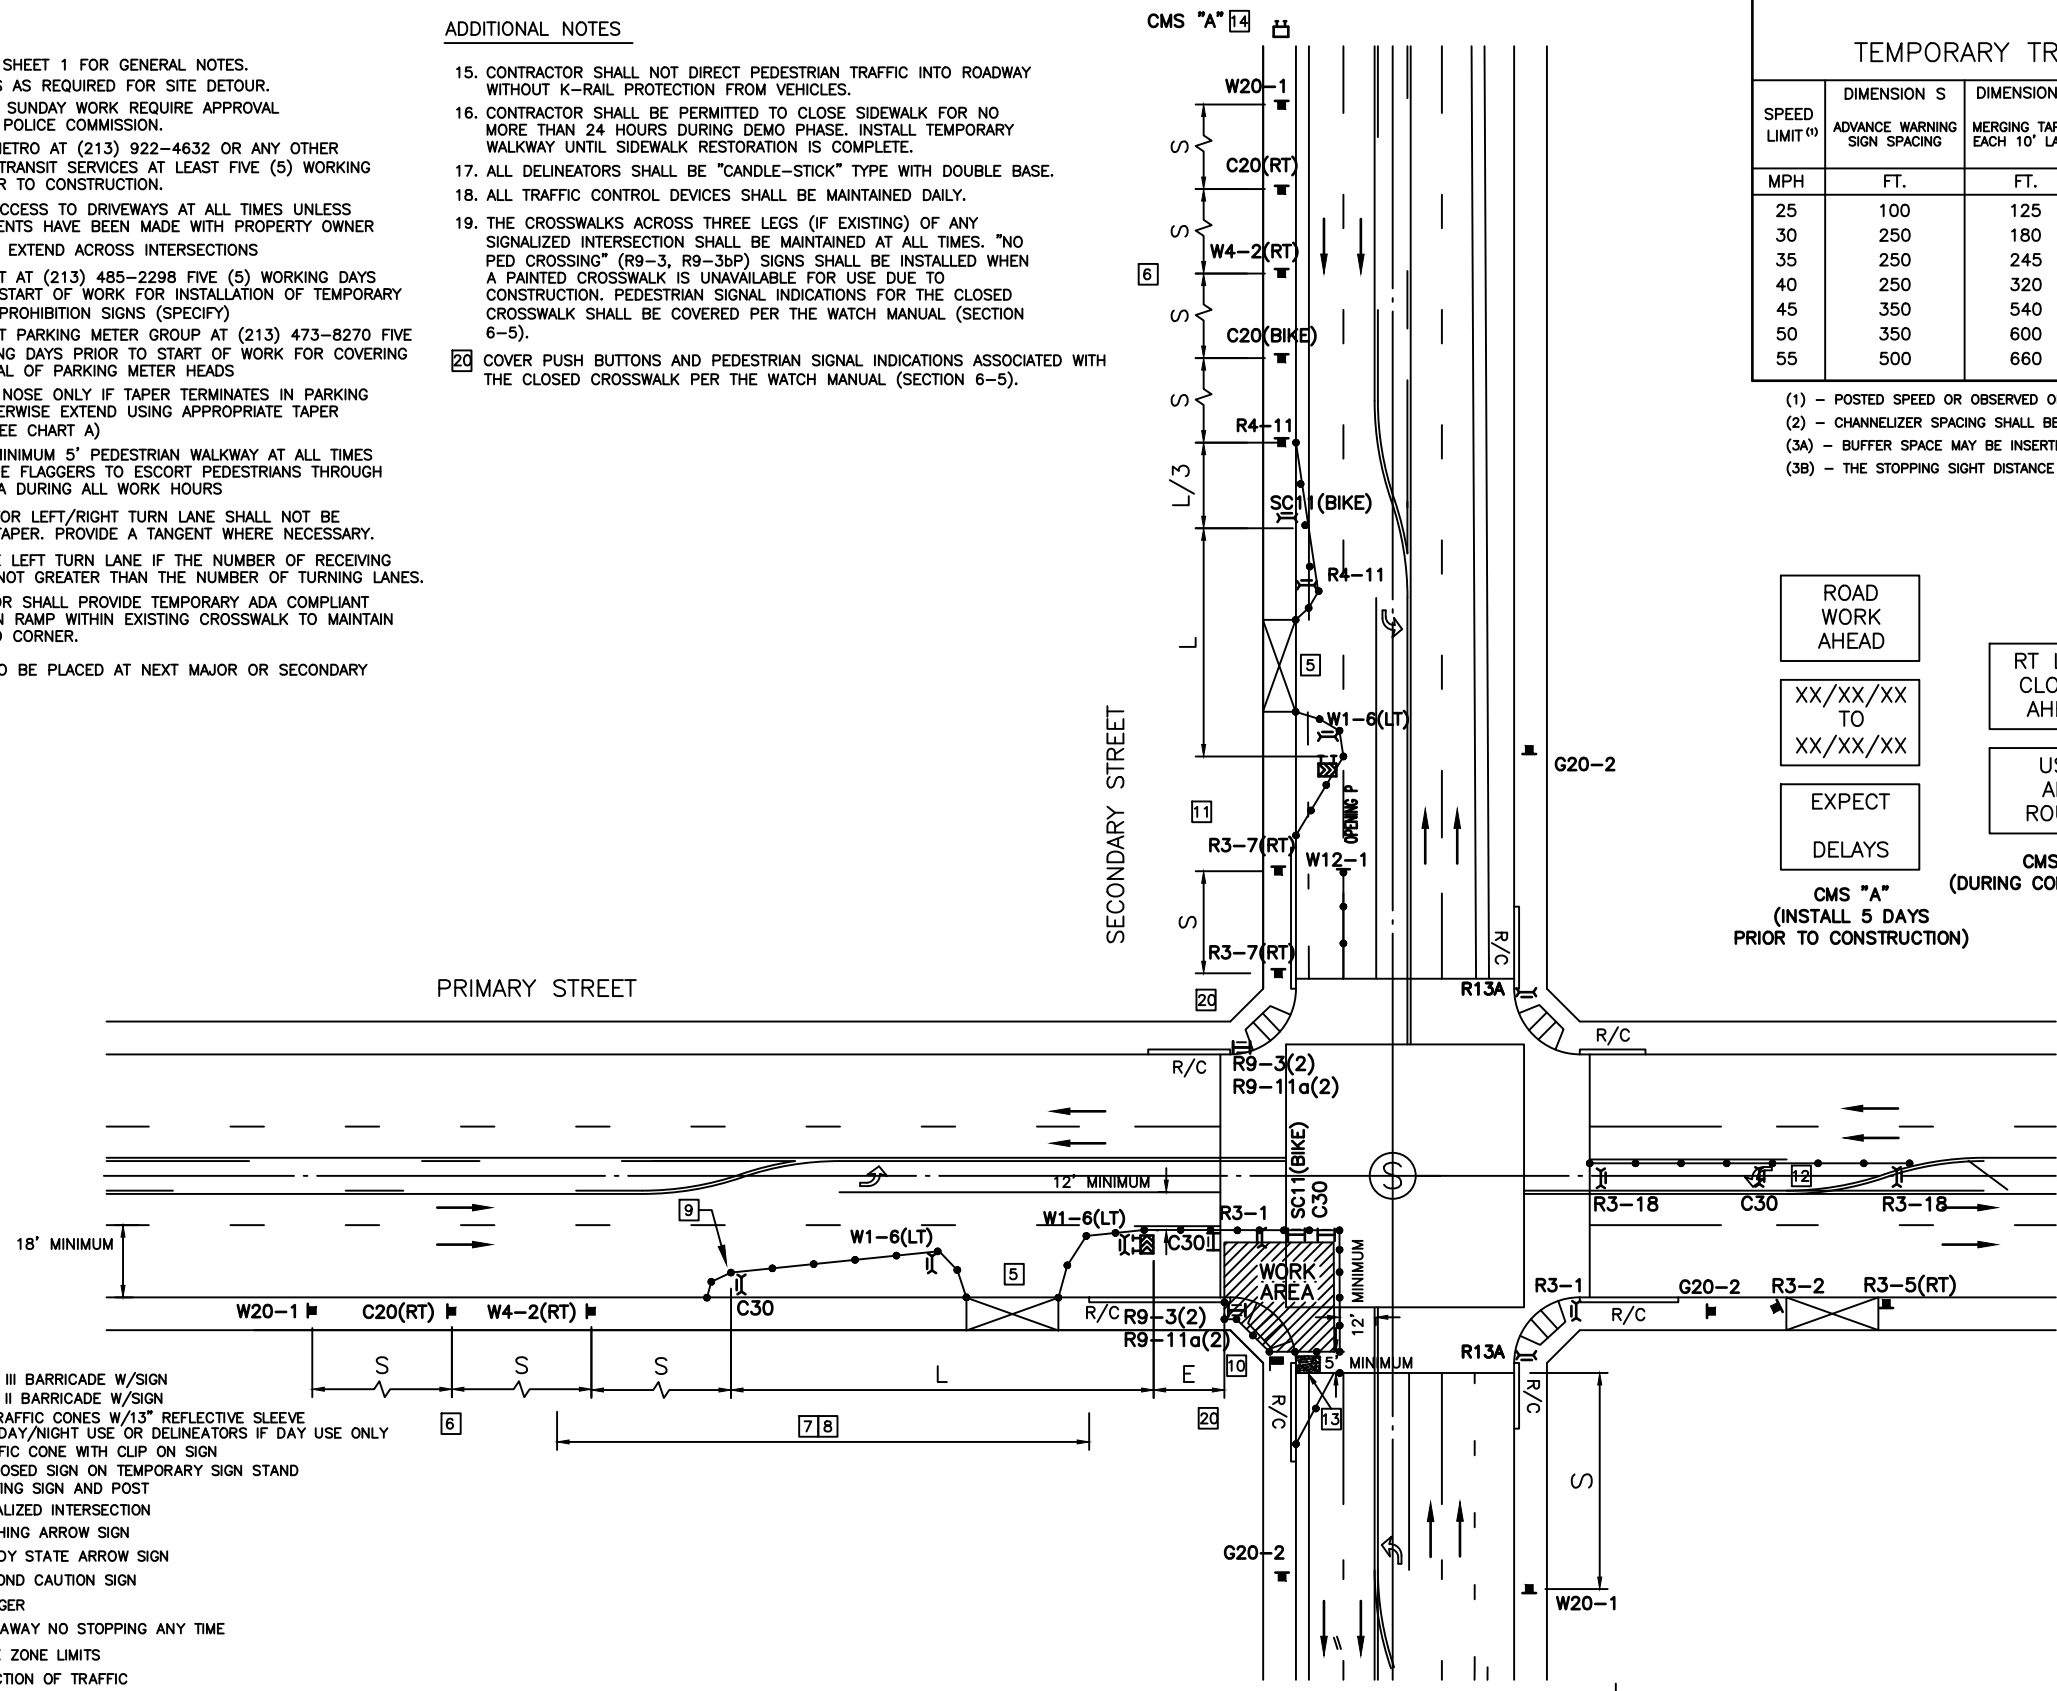 SHEET 1 FOR GENERAL NOTES.
AS REQUIRED FOR SITE DETOUR.
SUNDAY WORK REQUIRE APPROVAL
POLICE COMMISSION.
METRO AT (213) 922-4632 OR ANY OTHER
TRANSIT SERVICES AT LEAST FIVE (5) WORKING
TO CONSTRUCTION.
ACCESS TO DRIVEWAYS AT ALL TIMES UNLESS
HAVE BEEN MADE WITH PROPERTY OWNER
EXTEND ACROSS INTERSECTIONS
AT (213) 485-2298 FIVE (5) WORKING DAYS
START OF WORK FOR INSTALLATION OF TEMPORARY
PROHIBITION SIGNS (SPECIFY)
PARKING METER GROUP AT (213) 473-8270 FIVE
DAYS PRIOR TO START OF WORK FOR COVERING
OF PARKING METER HEADS
NOSE ONLY IF TAPER TERMINATES IN PARKING
EXTEND USING APPROPRIATE TAPER
CHART A)
MINIMUM 5' PEDESTRIAN WALKWAY AT ALL TIMES
FLAGGERS TO ESCORT PEDESTRIANS THROUGH
DURING ALL WORK HOURS
FOR LEFT/RIGHT TURN LANE SHALL NOT BE
TAPER. PROVIDE A TANGENT WHERE NECESSARY.
LEFT TURN LANE IF THE NUMBER OF RECEIVING
NOT GREATER THAN THE NUMBER OF TURNING LANES.
SHALL PROVIDE TEMPORARY ADA COMPLIANT
RAMP WITHIN EXISTING CROSSWALK TO MAINTAIN
CORNER.
TO BE PLACED AT NEXT MAJOR OR SECONDARY
ADDITIONAL NOTES
15. CONTRACTOR SHALL NOT DIRECT PEDESTRIAN TRAFFIC INTO ROADWAY
WITHOUT K-RAIL PROTECTION FROM VEHICLES.
16. CONTRACTOR SHALL BE PERMITTED TO CLOSE SIDEWALK FOR NO
MORE THAN 24 HOURS DURING DEMO PHASE. INSTALL TEMPORARY
WALKWAY UNTIL SIDEWALK RESTORATION IS COMPLETE.
17. ALL DELINEATORS SHALL BE "CANDLE-STICK" TYPE WITH DOUBLE BASE.
18. ALL TRAFFIC CONTROL DEVICES SHALL BE MAINTAINED DAILY.
19. THE CROSSWALKS ACROSS THREE LEGS (IF EXISTING) OF ANY
SIGNALIZED INTERSECTION SHALL BE MAINTAINED AT ALL TIMES. "NO
PED CROSSING" (R9-3, R9-3bP) SIGNS SHALL BE INSTALLED WHEN
A PAINTED CROSSWALK IS UNAVAILABLE FOR USE DUE TO
CONSTRUCTION. PEDESTRIAN SIGNAL INDICATIONS FOR THE CLOSED
CROSSWALK SHALL BE COVERED PER THE WATCH MANUAL (SECTION
6-5).
20 COVER PUSH BUTTONS AND PEDESTRIAN SIGNAL INDICATIONS ASSOCIATED WITH
THE CLOSED CROSSWALK PER THE WATCH MANUAL (SECTION 6-5).
CMS "A" 14
W20-1
S
C20(RT)
S
W4-2(RT)
6
S
C20(BIKE)
S
R4-11
L/3
SC11(BIKE)
R4-11
L
5
W1-6(LT)
SECONDARY STREET
G20-2
11
OPENING P
R3-7(RT)
W12-1
S
R3-7(RT)
R/C
20
R13A
TEMPORARY TR
SPEED LIMIT (1)
DIMENSION S
DIMENSION
ADVANCE WARNING SIGN SPACING
MERGING
EACH 10'
MPH FT. FT.
25 100 125
30 250 180
35 250 245
40 250 320
45 350 540
50 350 600
55 500 660
(1) - POSTED SPEED OR OBSERVED
(2) - CHANNELIZER SPACING SHALL BE
(3A) - BUFFER SPACE MAY BE
(3B) - THE STOPPING SIGHT DISTANCE
ROAD
WORK
AHEAD
XX/XX/XX
TO
XX/XX/XX
EXPECT
DELAYS
CMS "A"
(INSTALL 5 DAYS
PRIOR TO CONSTRUCTION)
RT
CMS
(DURING
PRIMARY STREET
R/C
R9-3(2)
R9-11a(2)
R/C
12' MINIMUM
SC11(BIKE)
C30
S
R3-18
C30
12
R3-18
9
18' MINIMUM
W1-6(LT)
W1-6(LT)
R3-1
C30
WORK
AREA
MINIMUM
12'
5
C30
W20-1
C20(RT)
W4-2(RT)
R/C
R9-3(2)
R9-11a(2)
R3-1
G20-2
R3-2
R3-5(RT)
R/C
R13A
10
5' MINIMUM
S
S
S
L
E
6
7 8
20
R/C
13
R/C
S
G20-2
W20-1
III BARRICADE W/SIGN
II BARRICADE W/SIGN
TRAFFIC CONES W/13" REFLECTIVE SLEEVE
DAY/NIGHT USE OR DELINEATORS IF DAY USE ONLY
CONE WITH CLIP ON SIGN
SIGN ON TEMPORARY SIGN STAND
SIGN AND POST
INTERSECTION
ARROW SIGN
STATE ARROW SIGN
CAUTION SIGN
AWAY NO STOPPING ANY TIME
ZONE LIMITS
OF TRAFFIC